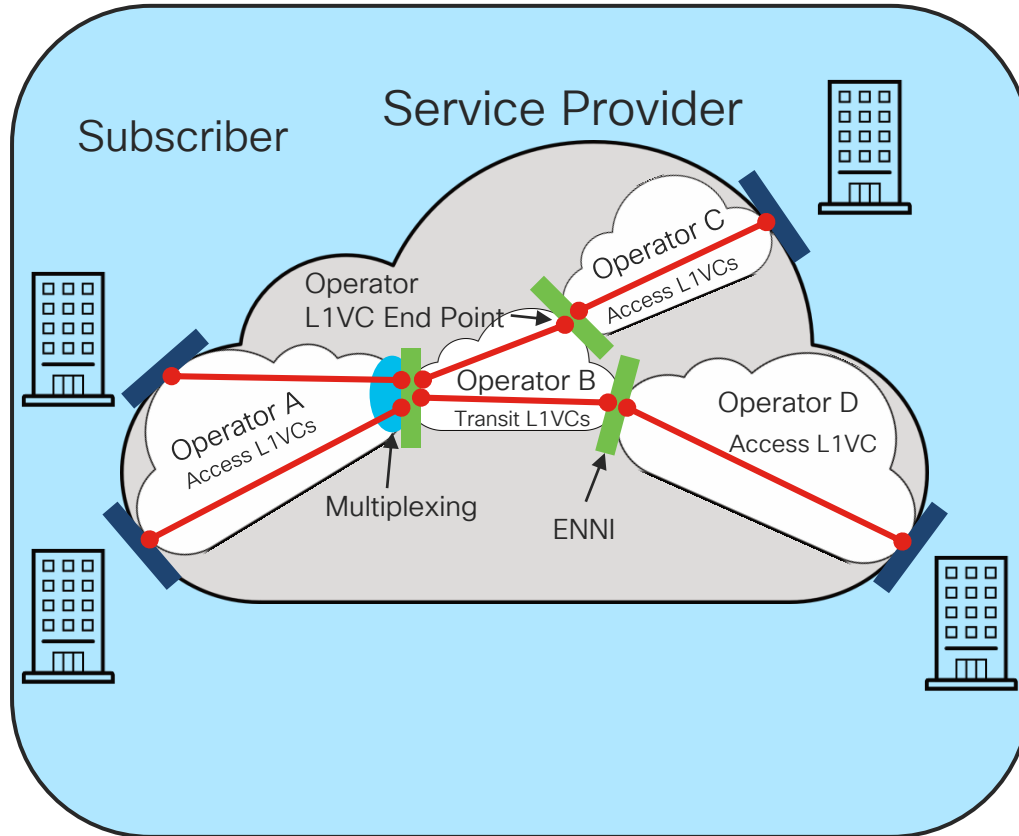 Service Provider
Subscriber
Operator C
Access L1VCs
Operator
L1VC End Point
Operator B
Transit L1VCs
Operator A
Access L1VCs
Operator D
Access L1VC
Multiplexing
ENNI